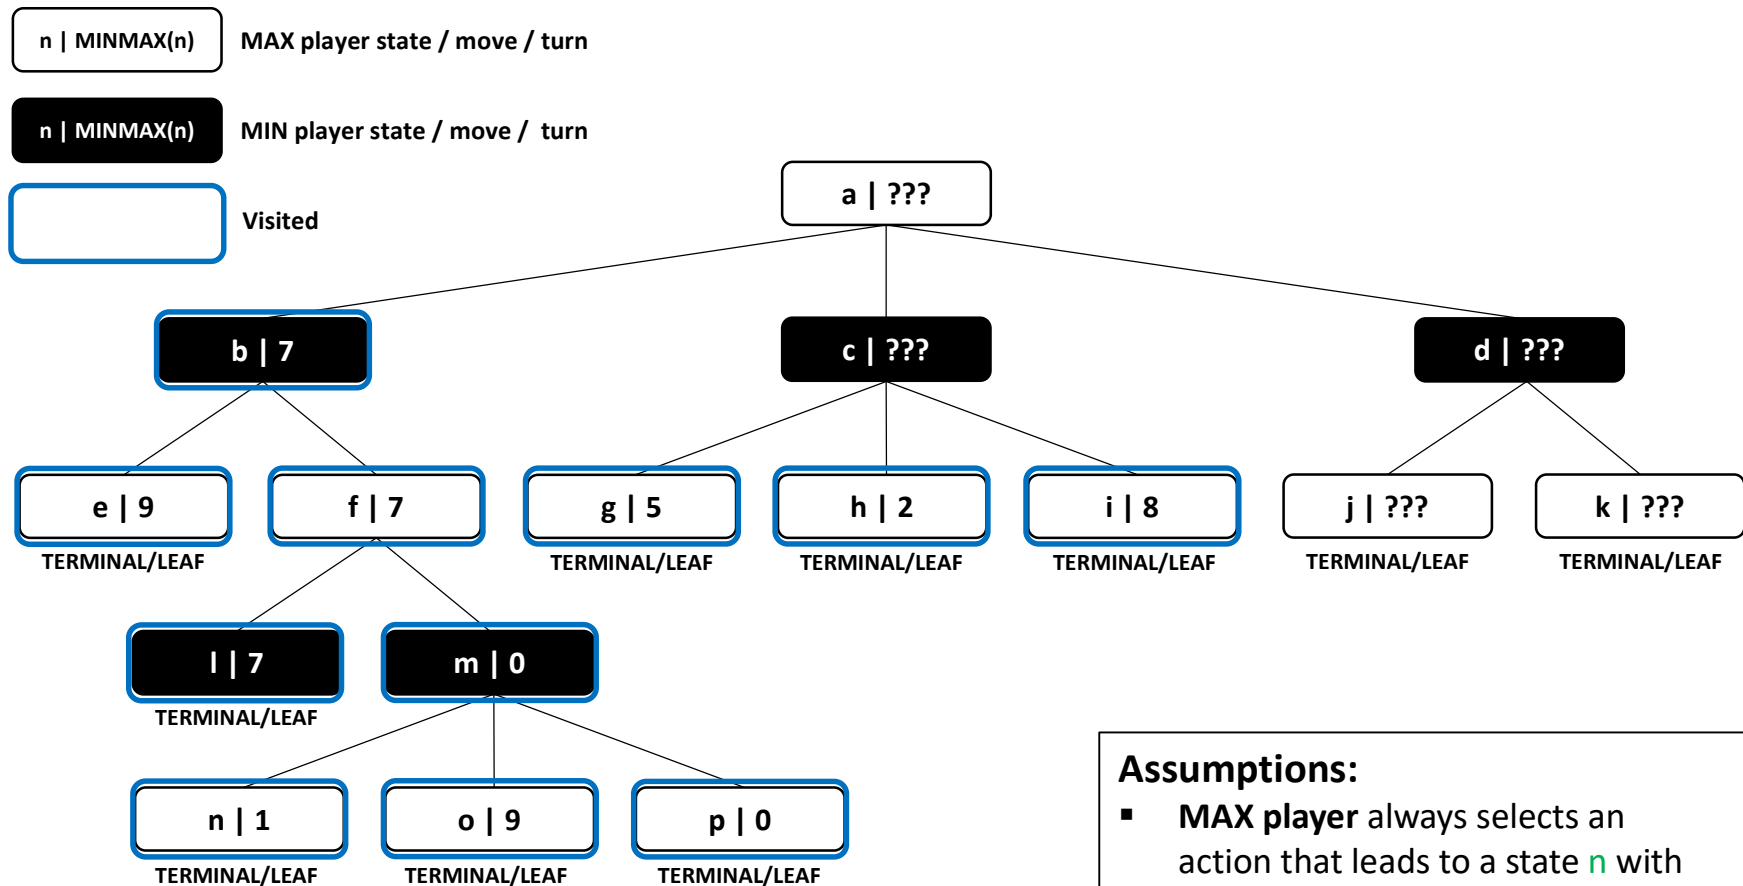 n | MINMAX(n) MAX player state / move / turn
n | MINMAX(n) MIN player state / move / turn
Visited
a | ???
b | 7 c | ??? d | ???
e | 9 f | 7 g | 5 h | 2 i | 8 j | ??? k | ???
TERMINAL/LEAF TERMINAL/LEAF TERMINAL/LEAF TERMINAL/LEAF TERMINAL/LEAF TERMINAL/LEAF
l | 7 m | 0
TERMINAL/LEAF
n | 1 o | 9 p | 0
TERMINAL/LEAF TERMINAL/LEAF TERMINAL/LEAF
Assumptions:
▪ MAX player always selects an
action that leads to a state n with